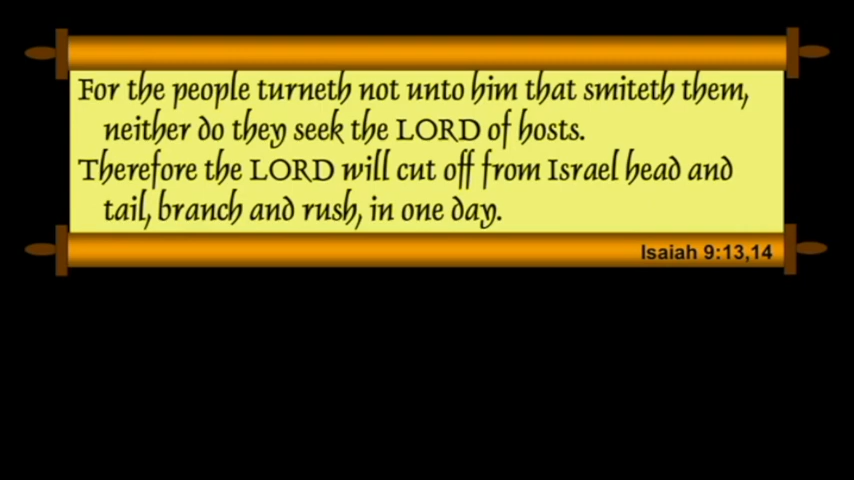 For the people turneth not unto him that smiteth them,
neither do they seek the LORD of hosts.
Therefore the LORD will cut off from Israel head and
tail, branch and rush, in one day.
Isaiah 9:13,14